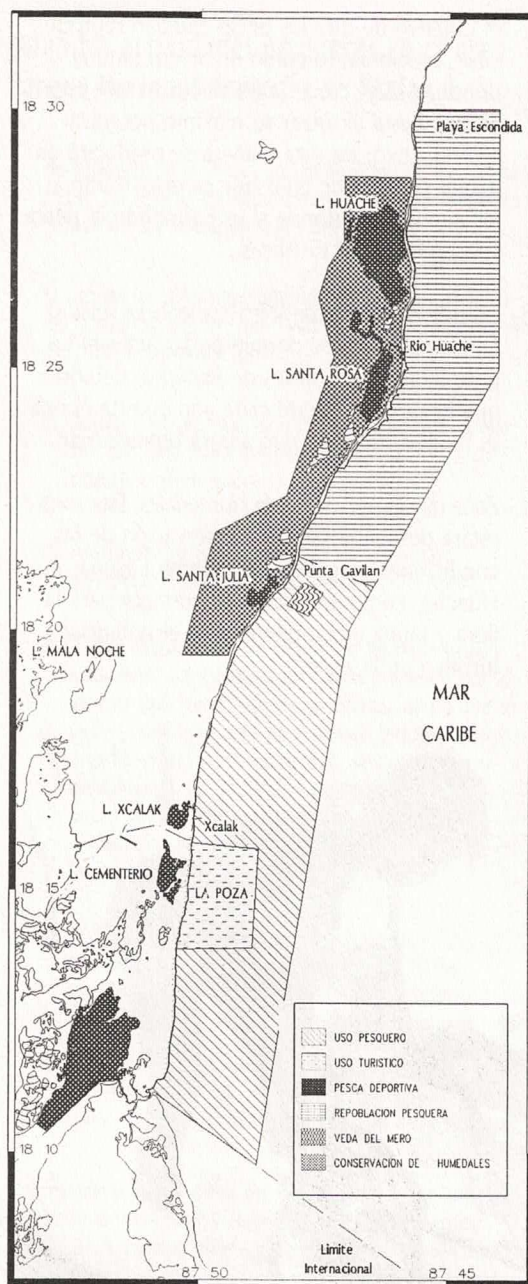 18 30
Playa Escondida
L. HUACHE
Rio Huache
18 25
L. SANTA ROSA
Punta Gavilan
L. SANTA JULIA
18 20
L. MALA NOCHE
MAR
CARIBE
L. XCALAK
Xcalak
L. CEMENTERIO
18 15
LA POZA
USO PESQUERO
USO TURISTICO
PESCA DEPORTIVA
REPOBLACION PESQUERA
VEDA DEL MERO
CONSERVACION DE HUMEDALES
18 10
Limite
Internacional
87 50
87 45